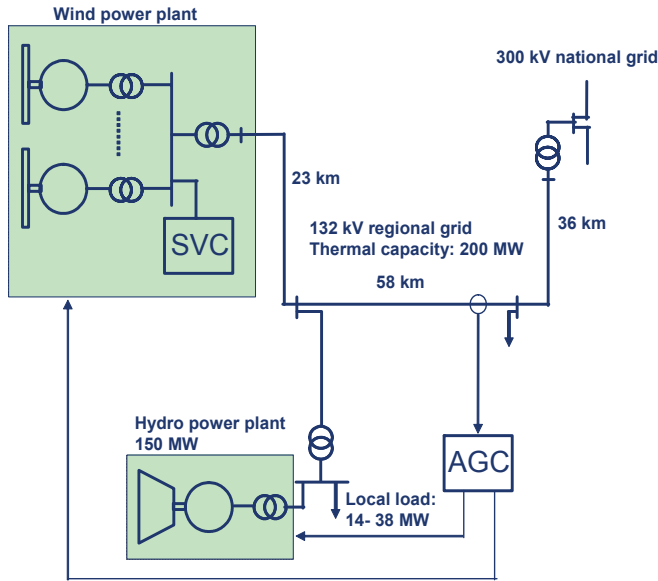 Wind power plant
300 kV national grid
23 km
SVC
132 kV regional grid
Thermal capacity: 200 MW
36 km
58 km
Hydro power plant
150 MW
AGC
Local load:
14- 38 MW